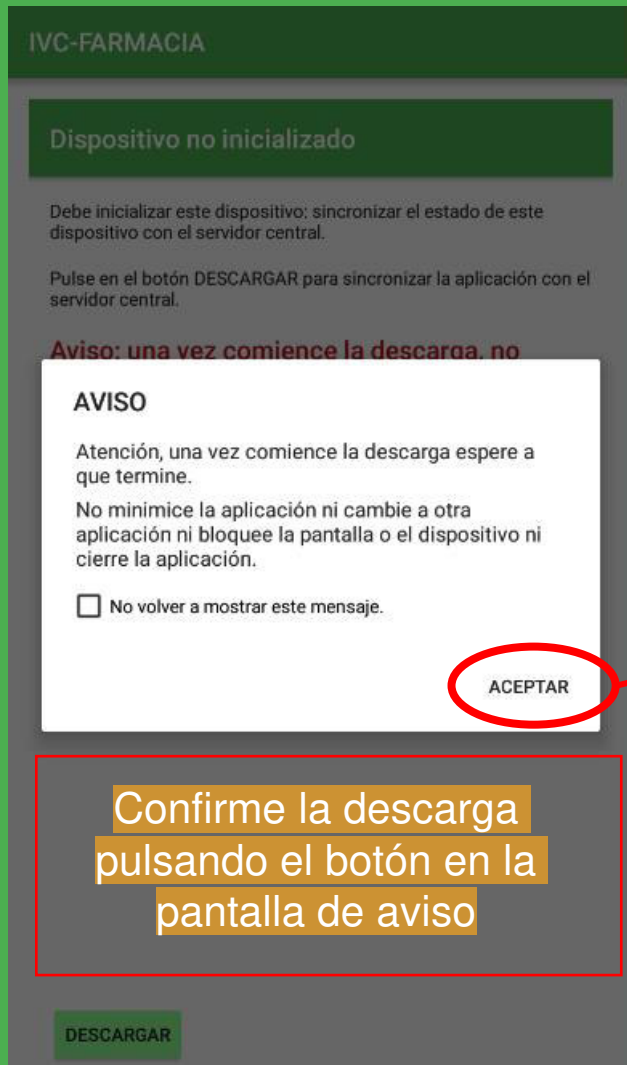 IVC-FARMACIA
Dispositivo no inicializado
Debe inicializar este dispositivo: sincronizar el estado de este
dispositivo con el servidor central.
Pulse en el botón DESCARGAR para sincronizar la aplicación con el
servidor central.
Aviso: una vez comience la descarga, no
AVISO
Atención, una vez comience la descarga espere a
que termine.
No minimice la aplicación ni cambie a otra
aplicación ni bloquee la pantalla o el dispositivo ni
cierre la aplicación.
No volver a mostrar este mensaje.
ACEPTAR
Confirme la descarga
pulsando el botón en la
pantalla de aviso
DESCARGAR